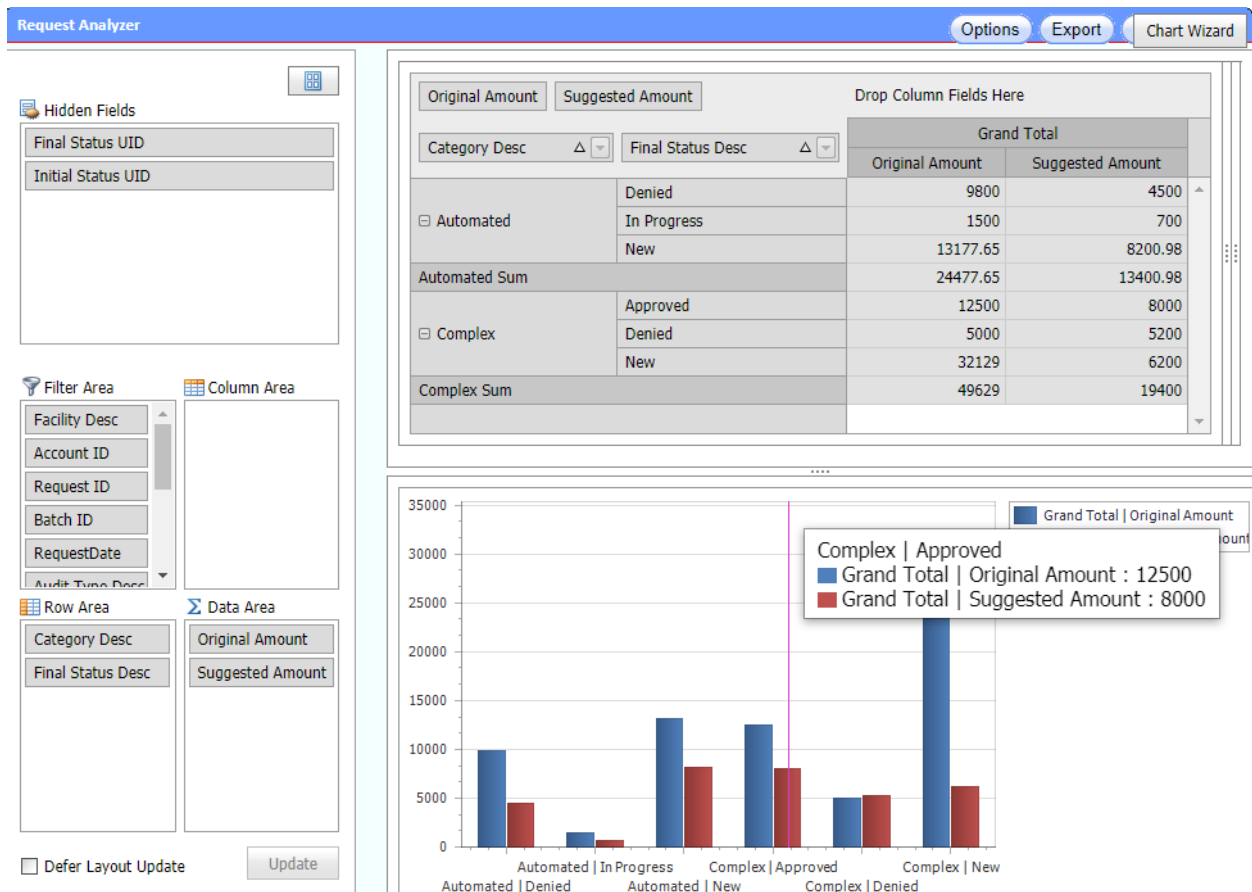 Request Analyzer
Options Export Chart Wizard
Hidden Fields
Final Status UID
Initial Status UID
Filter Area
Facility Desc
Account ID
Request ID
Batch ID
RequestDate
Audit Type Desc
Column Area
Row Area
Category Desc
Final Status Desc
Data Area
Original Amount
Suggested Amount
Defer Layout Update Update
Original Amount Suggested Amount Drop Column Fields Here
Category Desc Final Status Desc Grand Total
Original Amount Suggested Amount
Automated Denied 9800 4500
In Progress 1500 700
New 13177.65 8200.98
Automated Sum 24477.65 13400.98
Complex Approved 12500 8000
Denied 5000 5200
New 32129 6200
Complex Sum 49629 19400
35000
30000
25000
20000
15000
10000
5000
0
Automated | In Progress Complex | Approved Complex | New
Automated | Denied Automated | New Complex | Denied
Grand Total | Original Amount
Complex | Approved
Grand Total | Original Amount : 12500
Grand Total | Suggested Amount : 8000